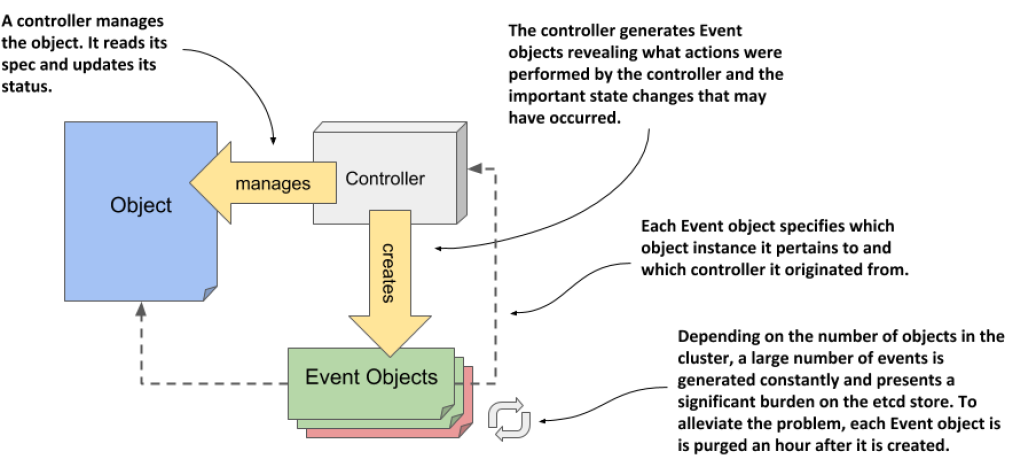 A controller manages
the object. It reads its
spec and updates its
status.
The controller generates Event
objects revealing what actions were
performed by the controller and the
important state changes that may
have occurred.
Object
manages
Controller
creates
Each Event object specifies which
object instance it pertains to and
which controller it originated from.
Event Objects
Depending on the number of objects in the
cluster, a large number of events is
generated constantly and presents a
significant burden on the etcd store. To
alleviate the problem, each Event object is
is purged an hour after it is created.